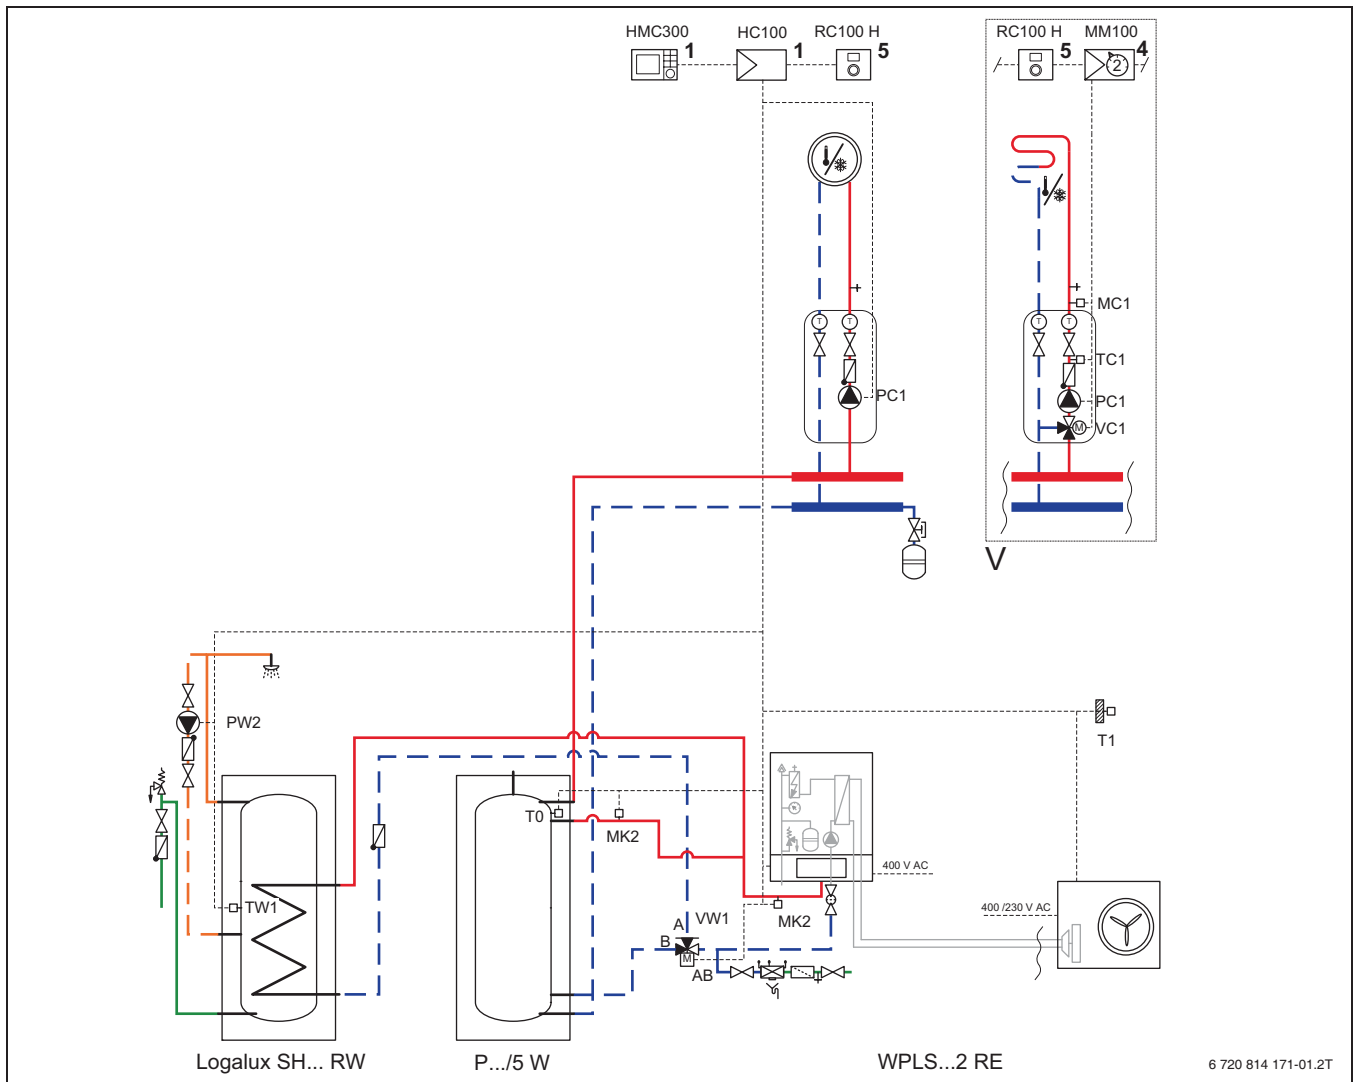 HMC300
1
HC100
1
RC100 H
5
RC100 H
5
MM100
4
2
T
T
PC1
T
T
MC1
TC1
PC1
M
VC1
V
PW2
T1
T0
MK2
400 V AC
TW1
A
VW1
B
M
AB
MK2
400 /230 V AC
Logalux SH... RW
P.../5 W
WPLS...2 RE
6 720 814 171-01.2T